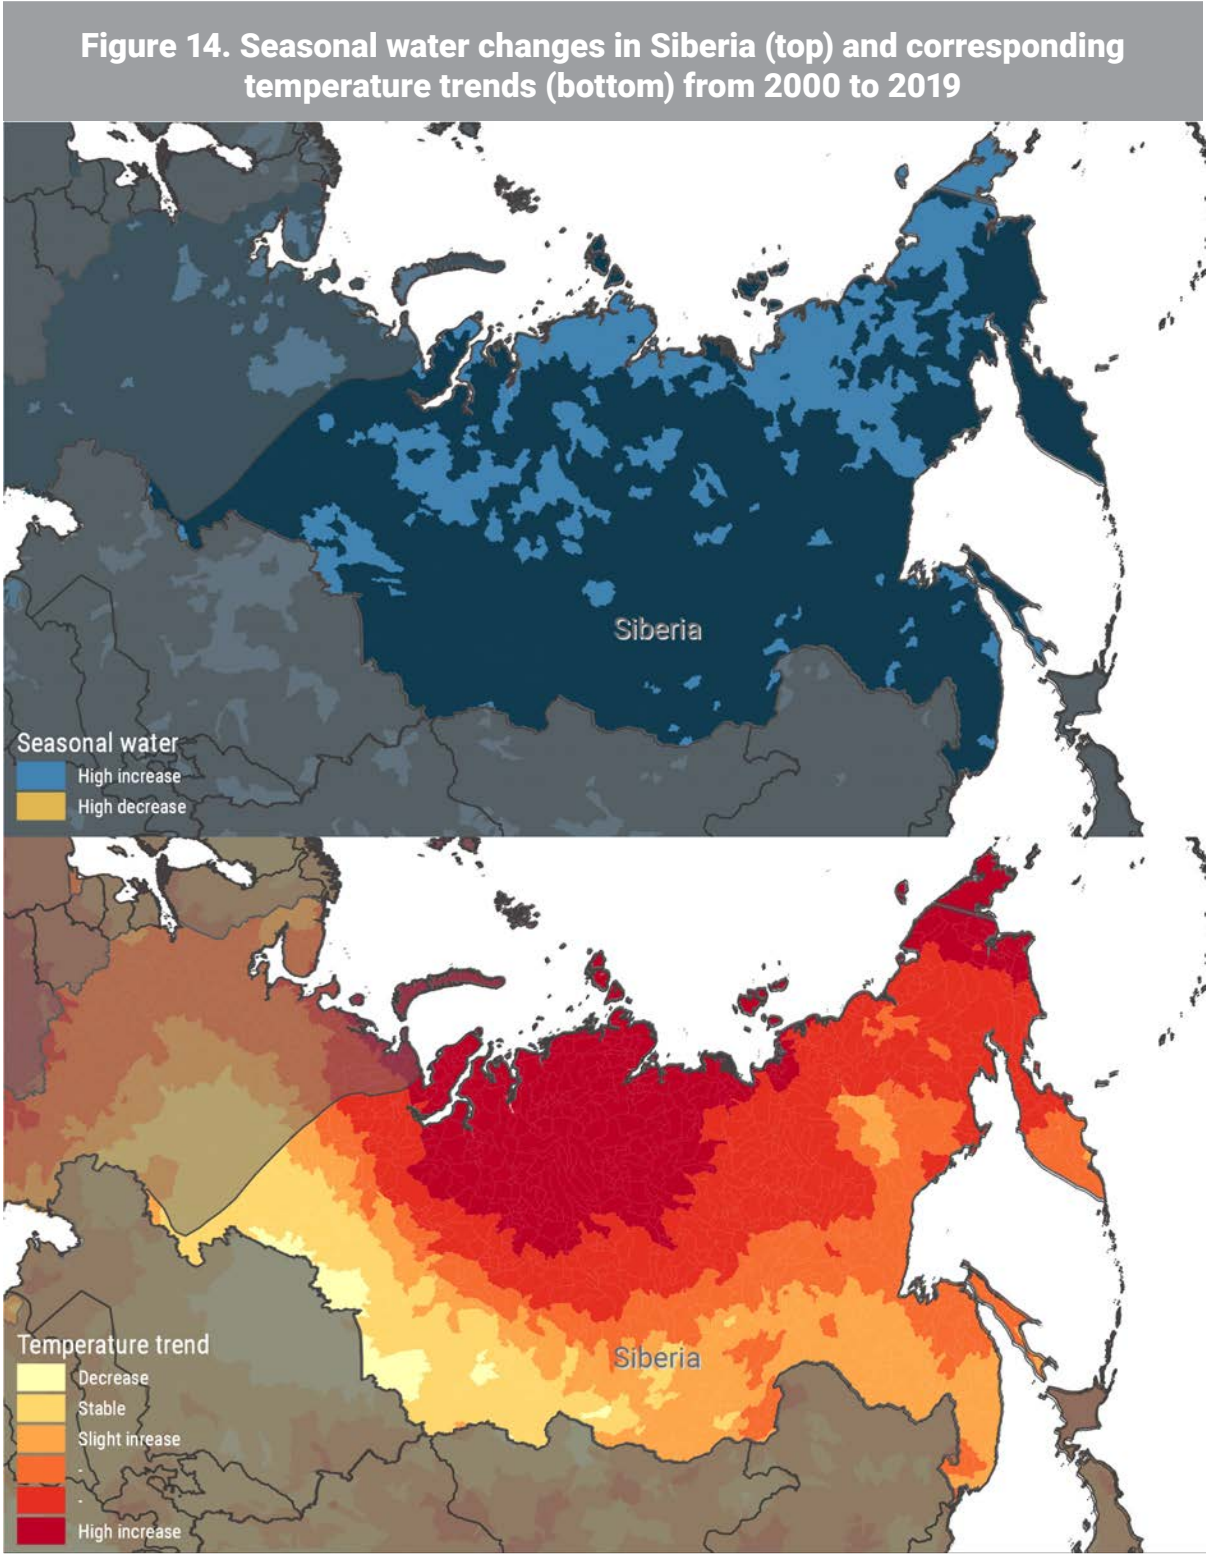 Figure 14. Seasonal water changes in Siberia (top) and corresponding
temperature trends (bottom) from 2000 to 2019
Siberia
Seasonal water
High increase
High decrease
Siberia
Temperature trend
Decrease
Stable
Slight inrease
-
-
High increase